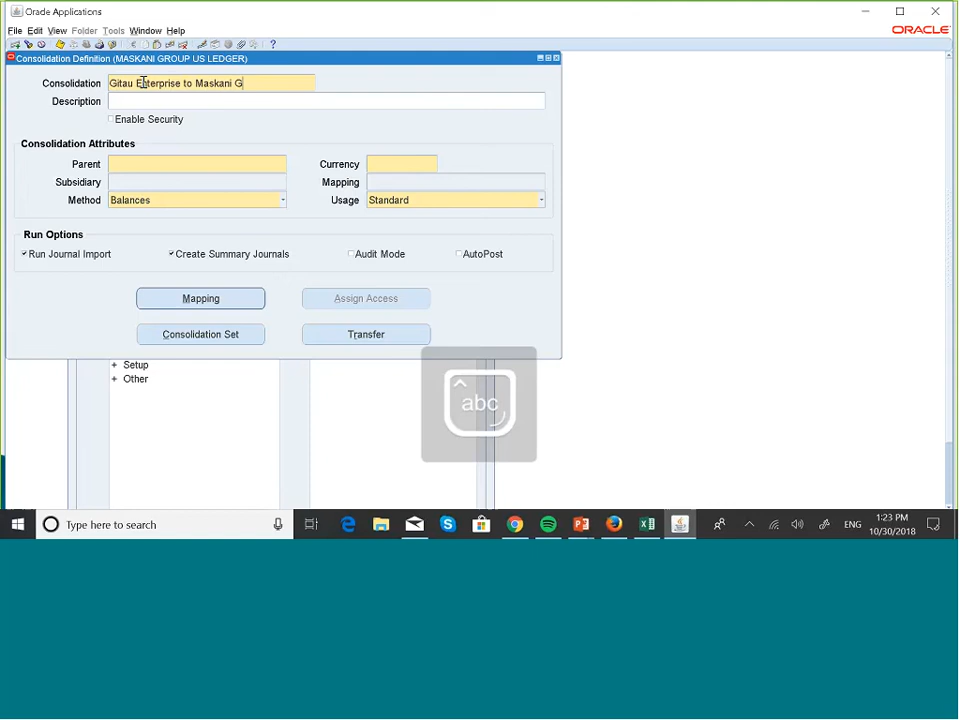 Oracle Applications
File Edit View Folder Tools Window Help
ORACLE
Consolidation Definition (MASKANI GROUP US LEDGER)
Consolidation Gitau Enterprise to Maskani G
Description
Enable Security
Consolidation Attributes
Parent Currency
Subsidiary Mapping
Method Balances Usage Standard
Run Options
Run Journal Import Create Summary Journals Audit Mode AutoPost
Mapping Assign Access
Consolidation Set Transfer
+ Setup
+ Other
abc
Type here to search ENG 1:23 PM
10/30/2018